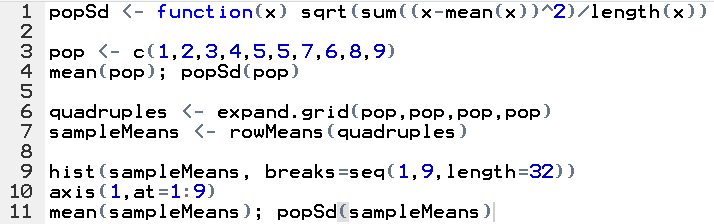 1 popSd <- function(x) sqrt(sum((x-mean(x))^2)/length(x))
2
3 pop <- c(1,2,3,4,5,5,7,6,8,9)
4 mean(pop); popSd(pop)
5
6 quadruples <- expand.grid(pop,pop,pop,pop)
7 sampleMeans <- rowMeans(quadruples)
8
9 hist(sampleMeans, breaks=seq(1,9,length=32))
10 axis(1,at=1:9)
11 mean(sampleMeans); popSd(sampleMeans)